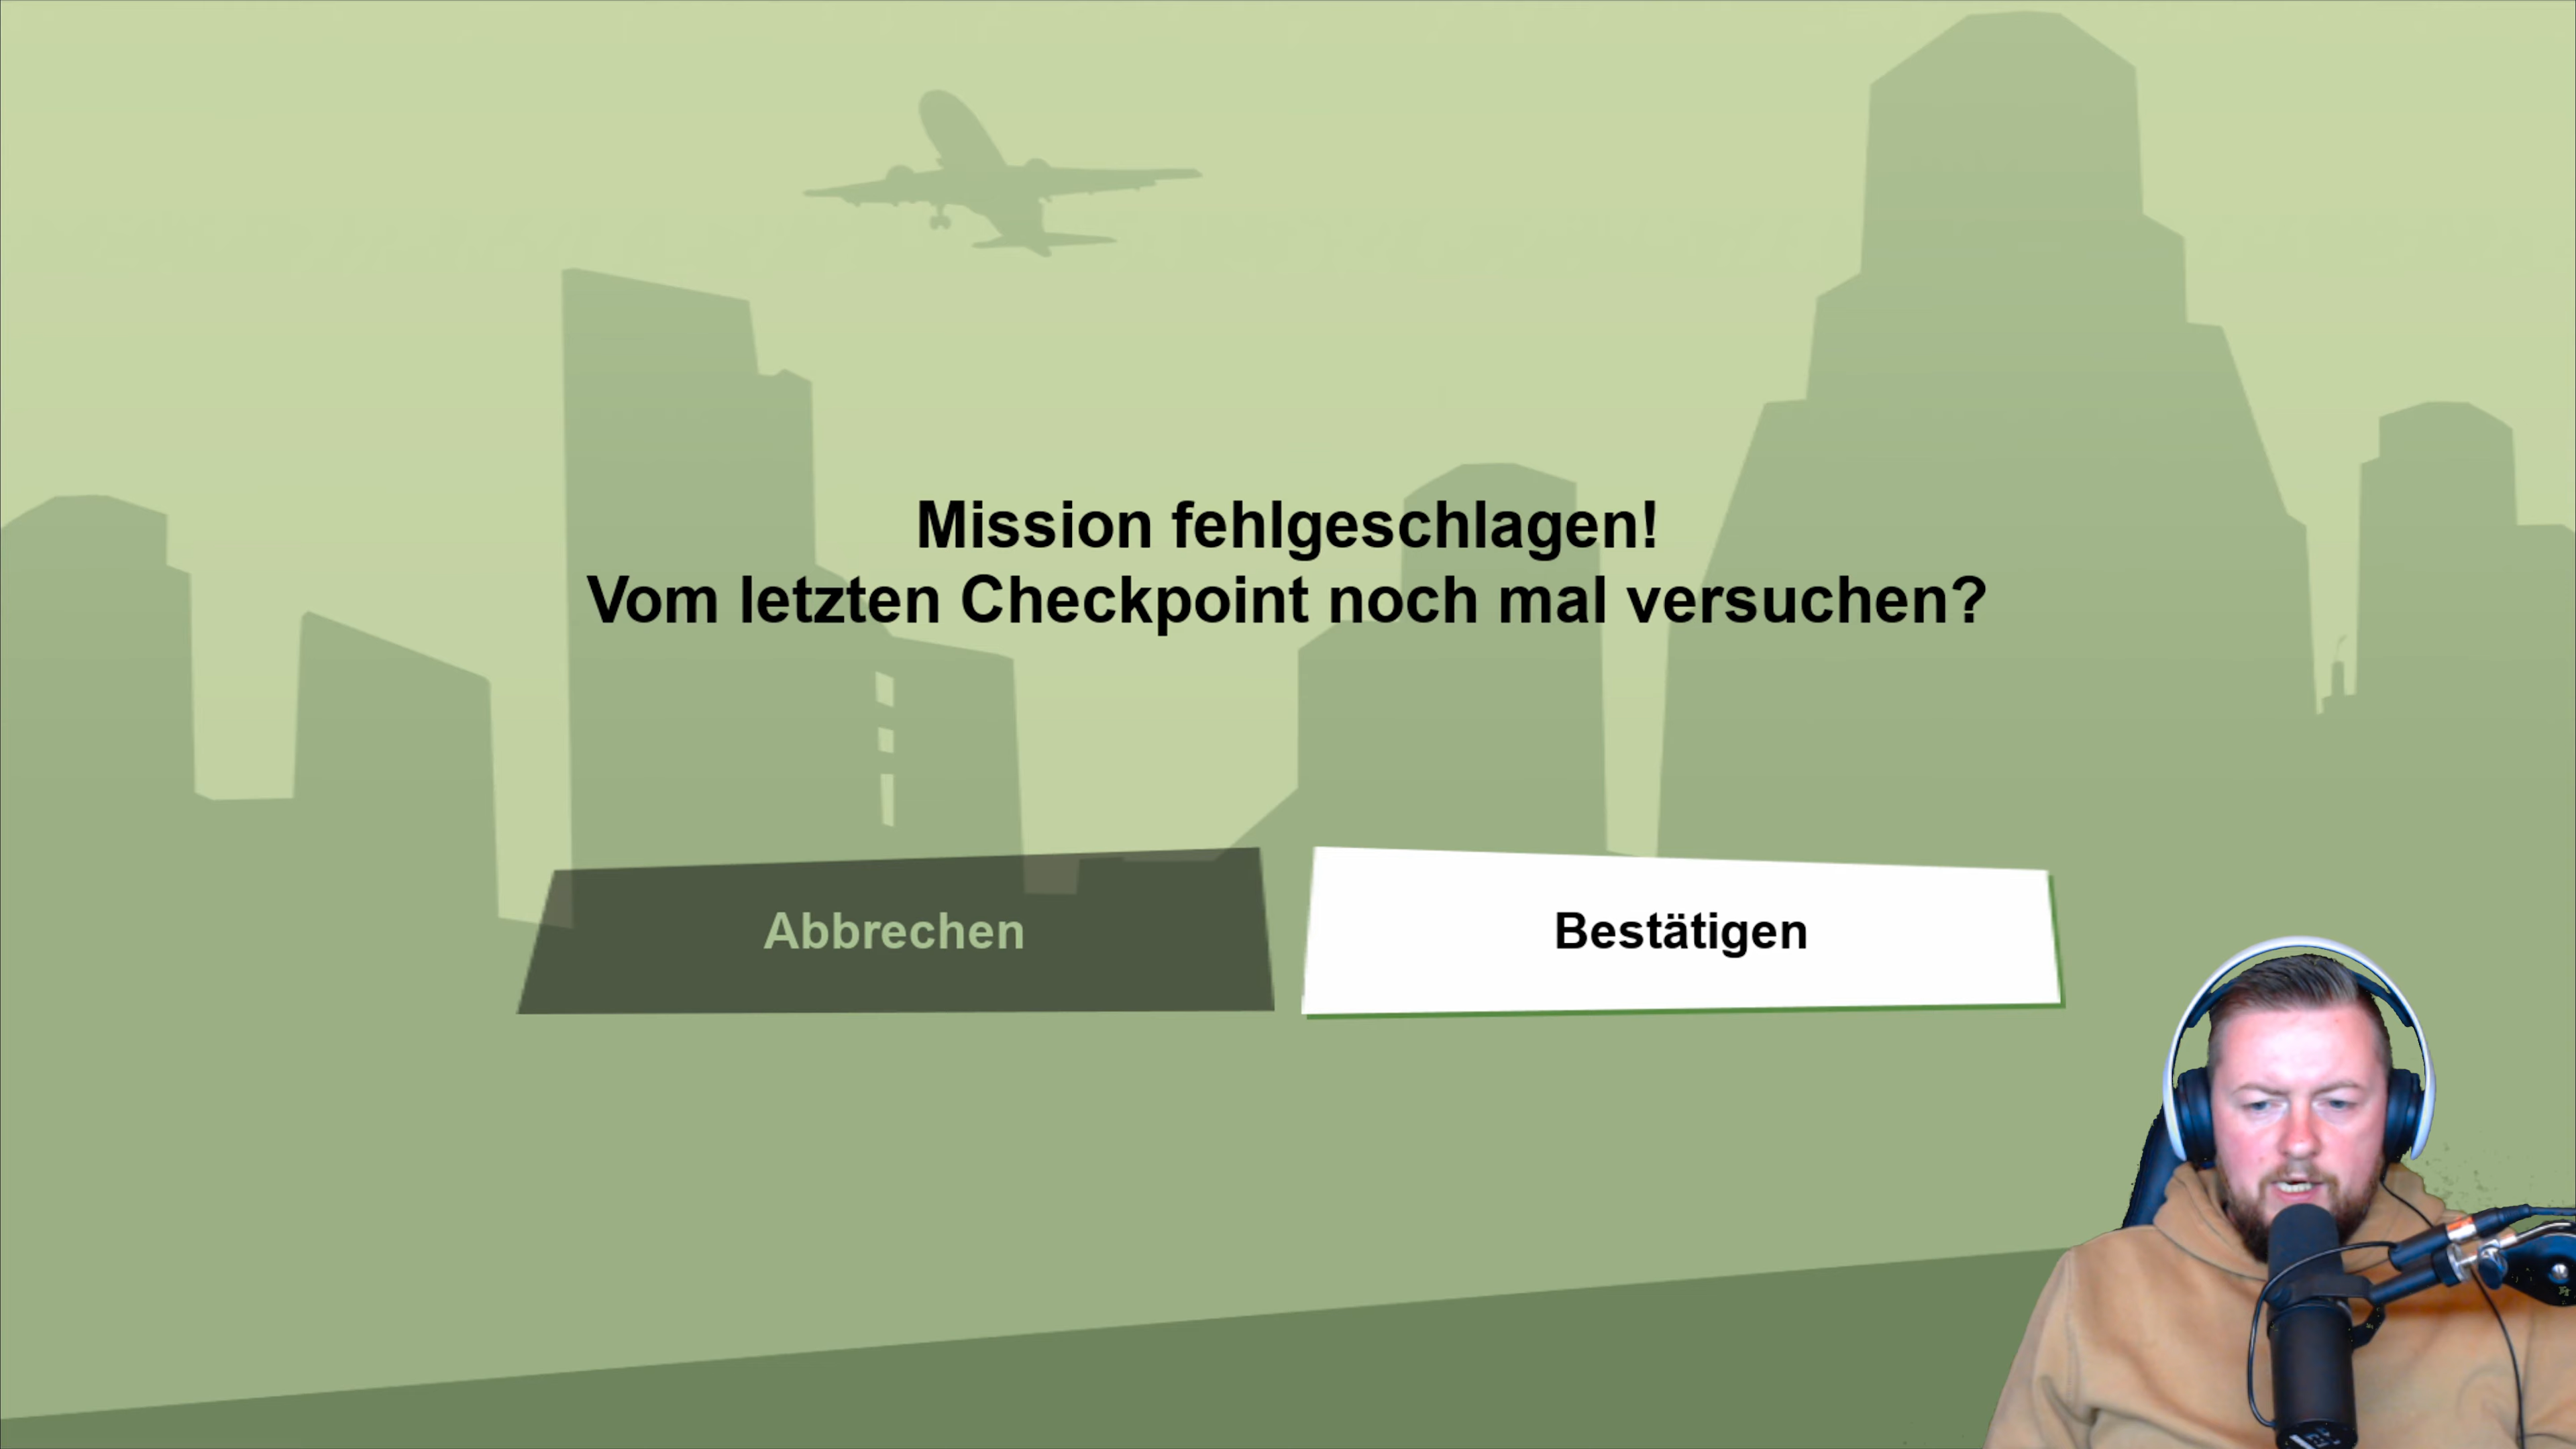 Mission fehlgeschlagen!
Vom letzten Checkpoint noch mal versuchen?
Abbrechen
Bestätigen